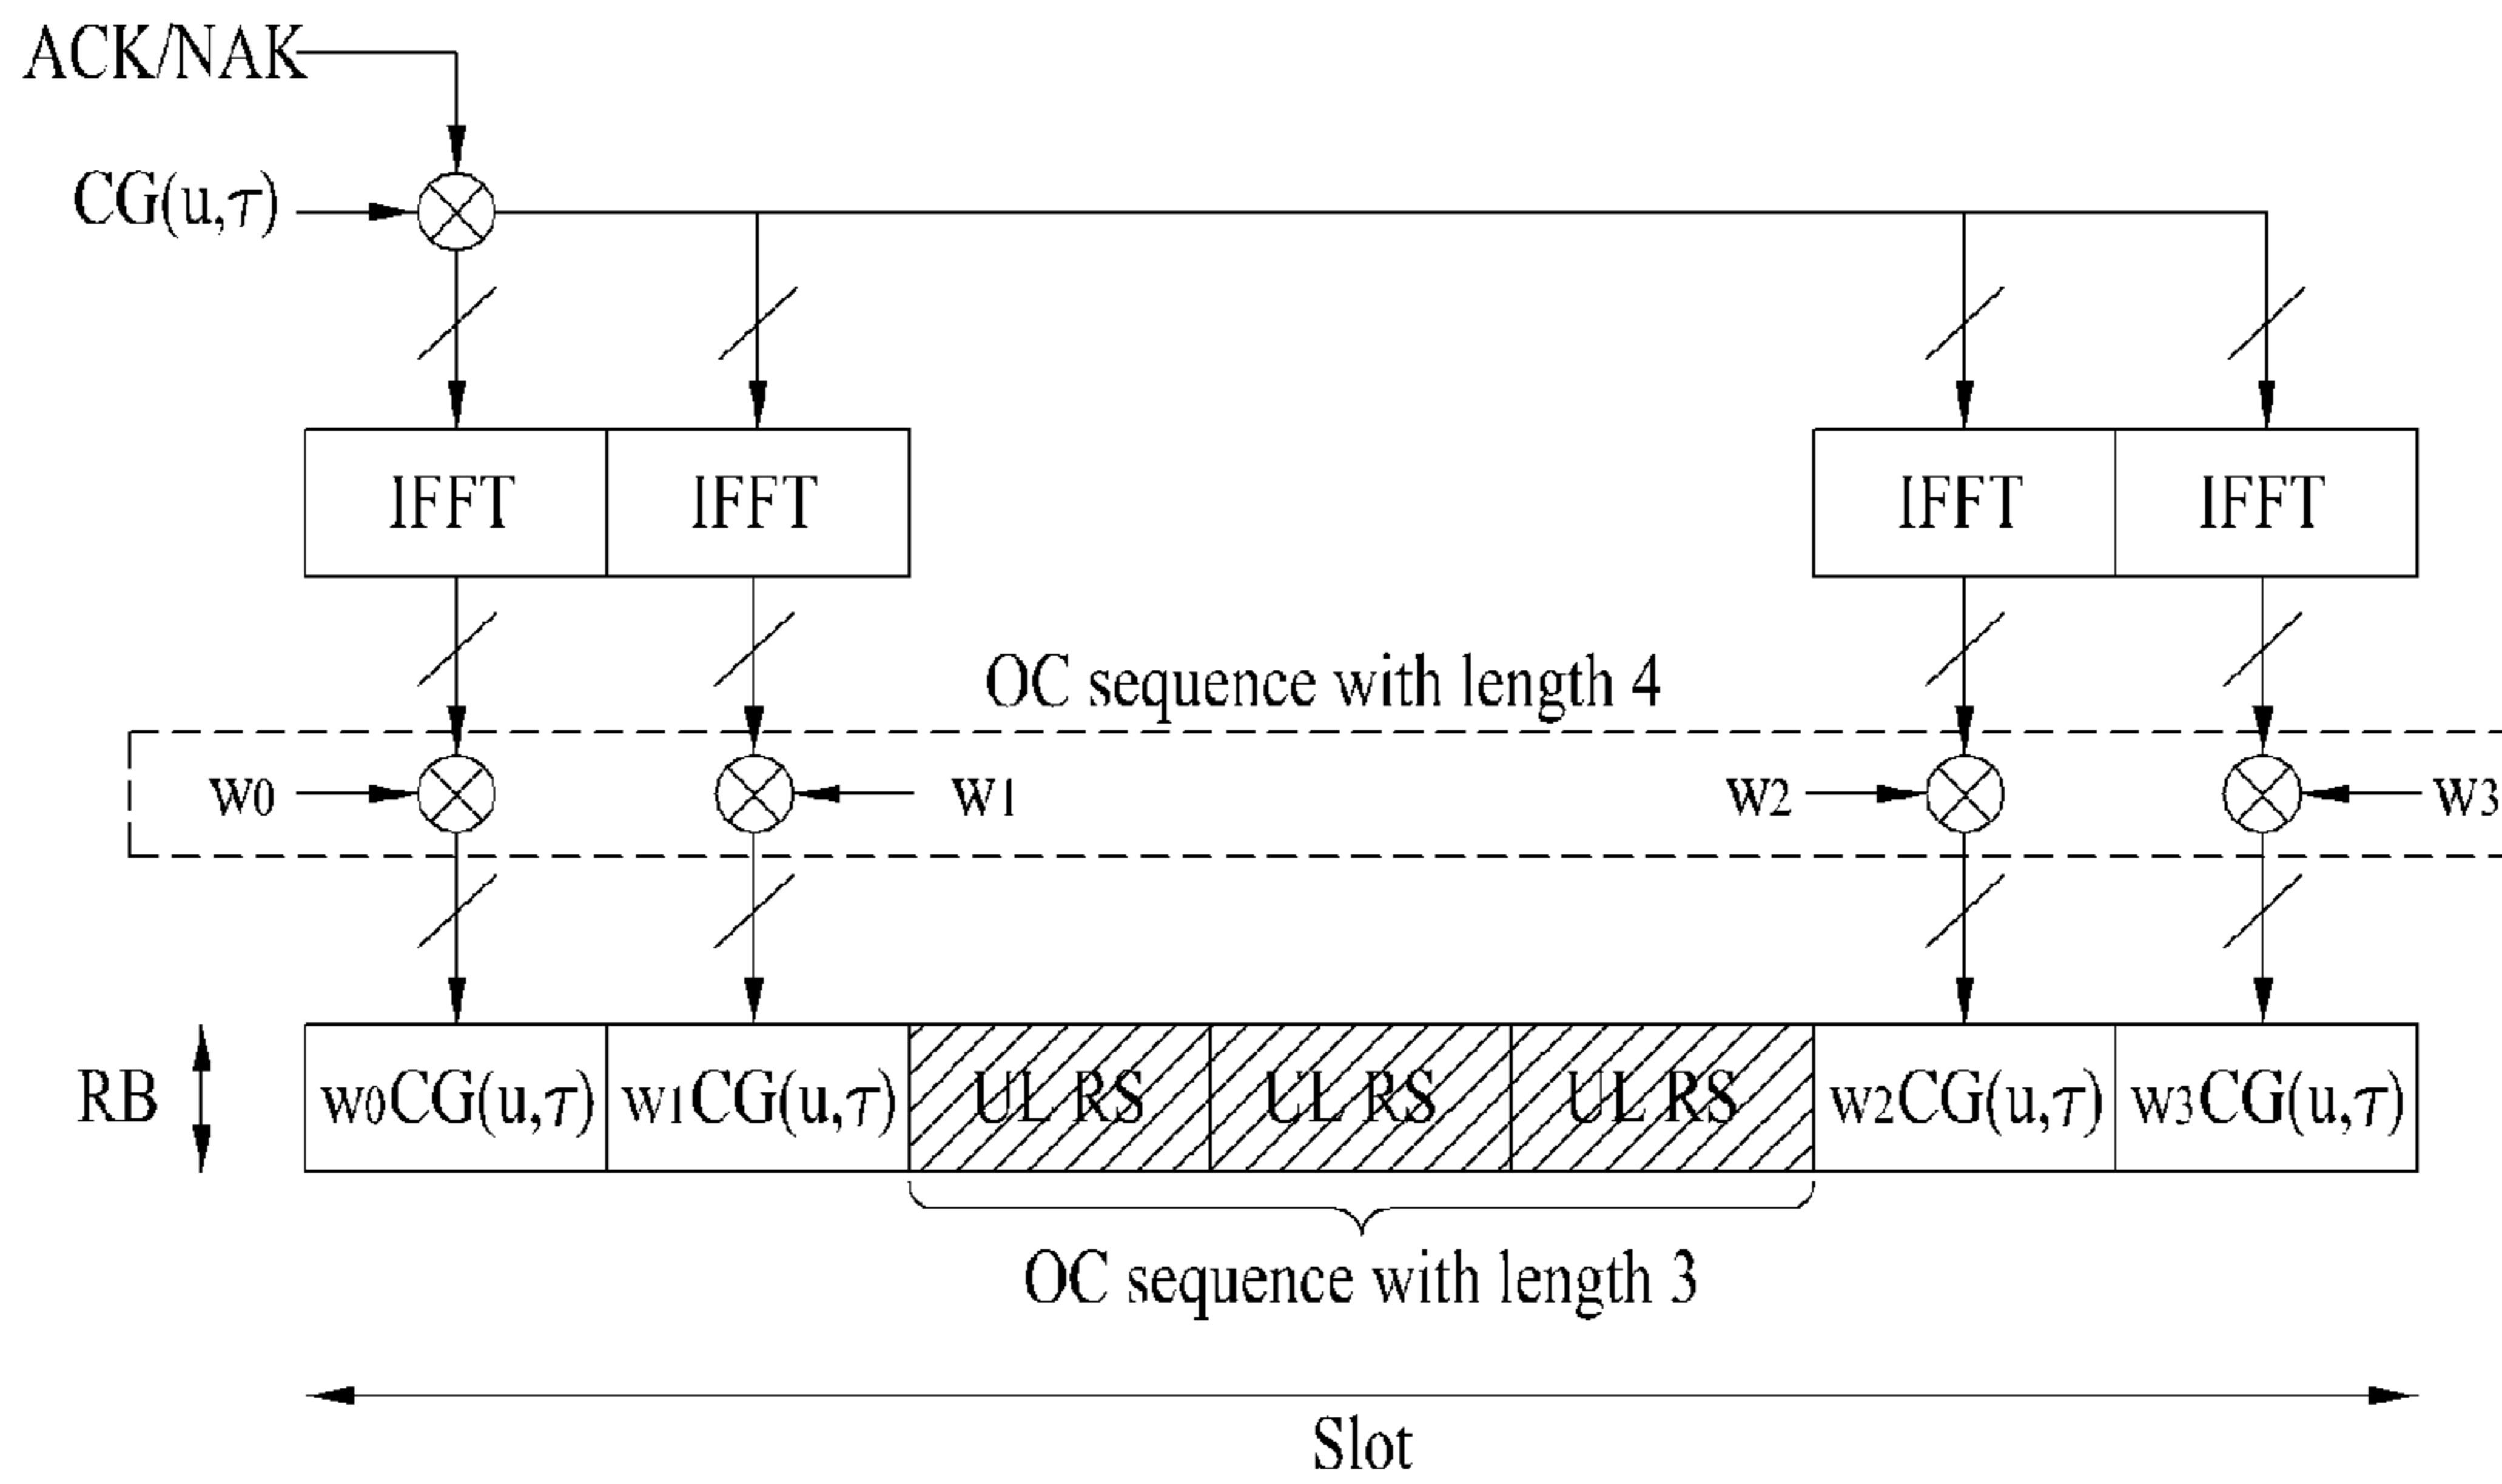 ACK/NAK
CG(u,τ)
IFFT IFFT IFFT IFFT
OC sequence with length 4
w0 w1 w2 w3
RB w0CG(u,τ) w1CG(u,τ) UL RS UL RS UL RS w2CG(u,τ) w3CG(u,τ)
OC sequence with length 3
Slot